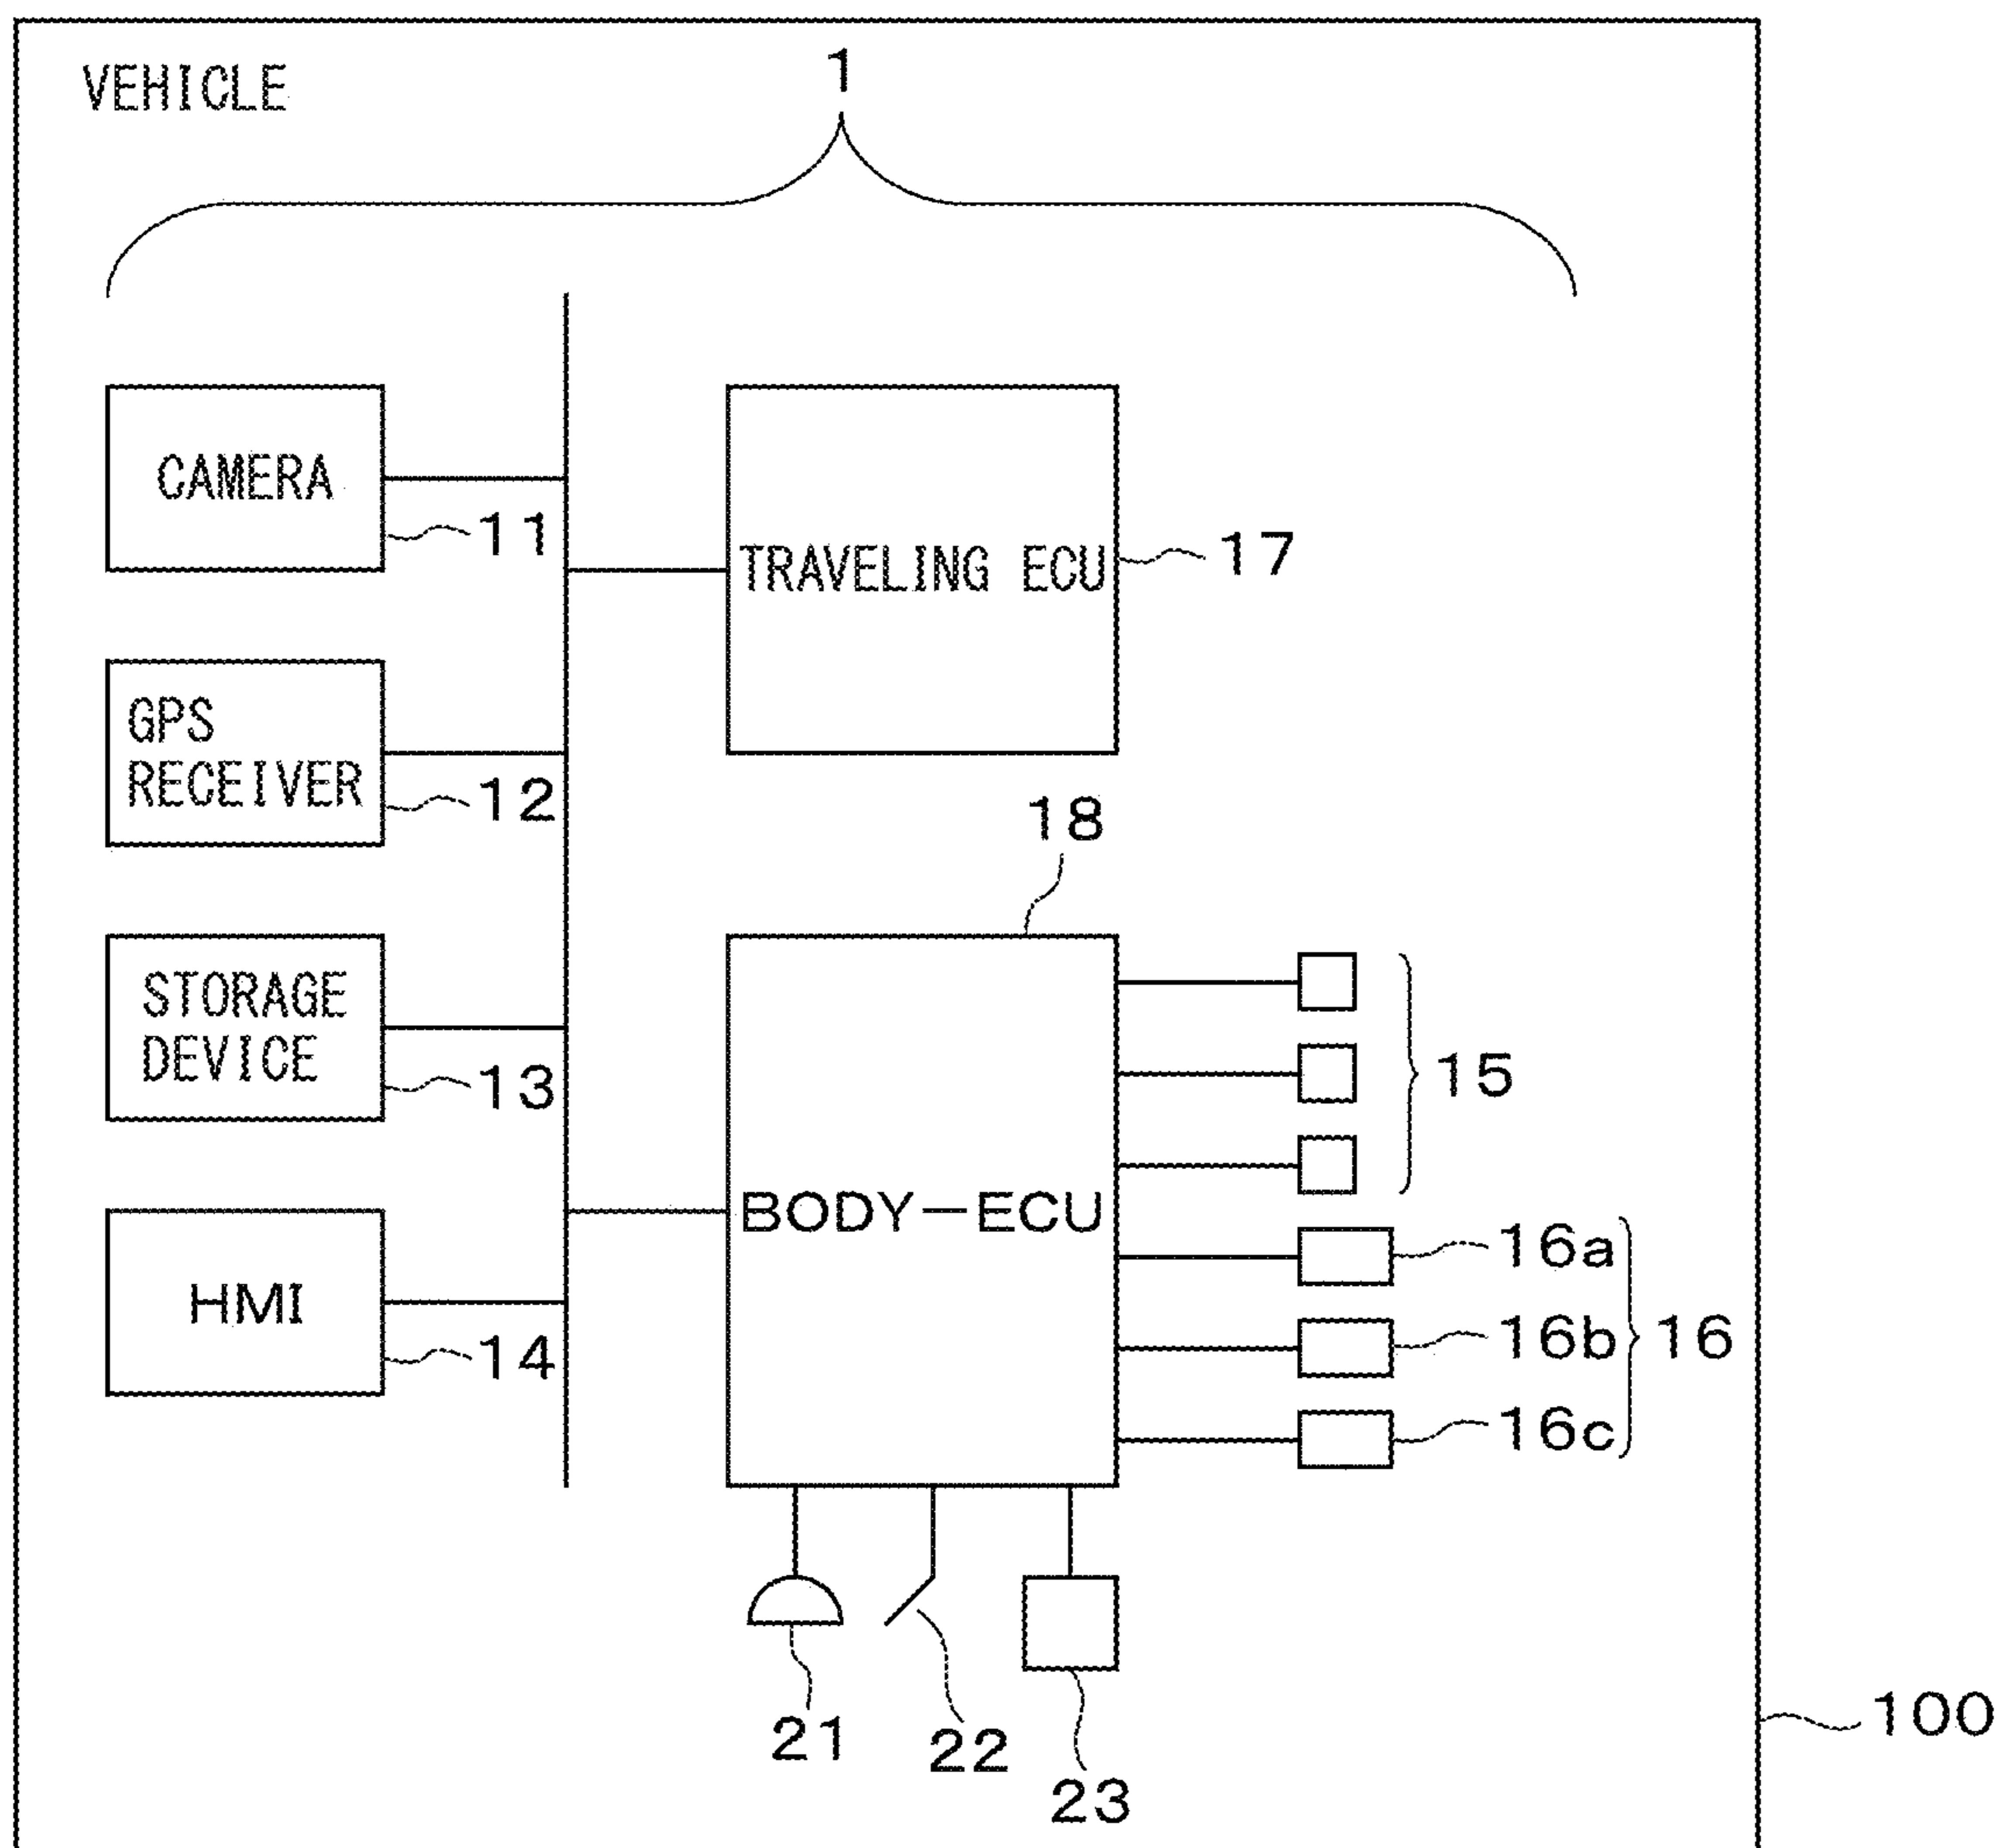 VEHICLE
1
CAMERA
11
TRAVELING ECU
17
GPS
RECEIVER
12
18
STORAGE
DEVICE
13
15
BODY-ECU
HMI
14
16a
16b
16
16c
21
22
23
100